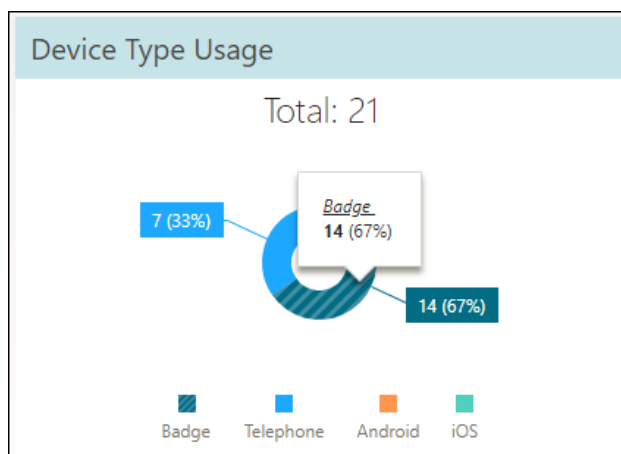 Device Type Usage
Total: 21
Badge
14 (67%)
7 (33%)
14 (67%)
Badge
Telephone
Android
iOS